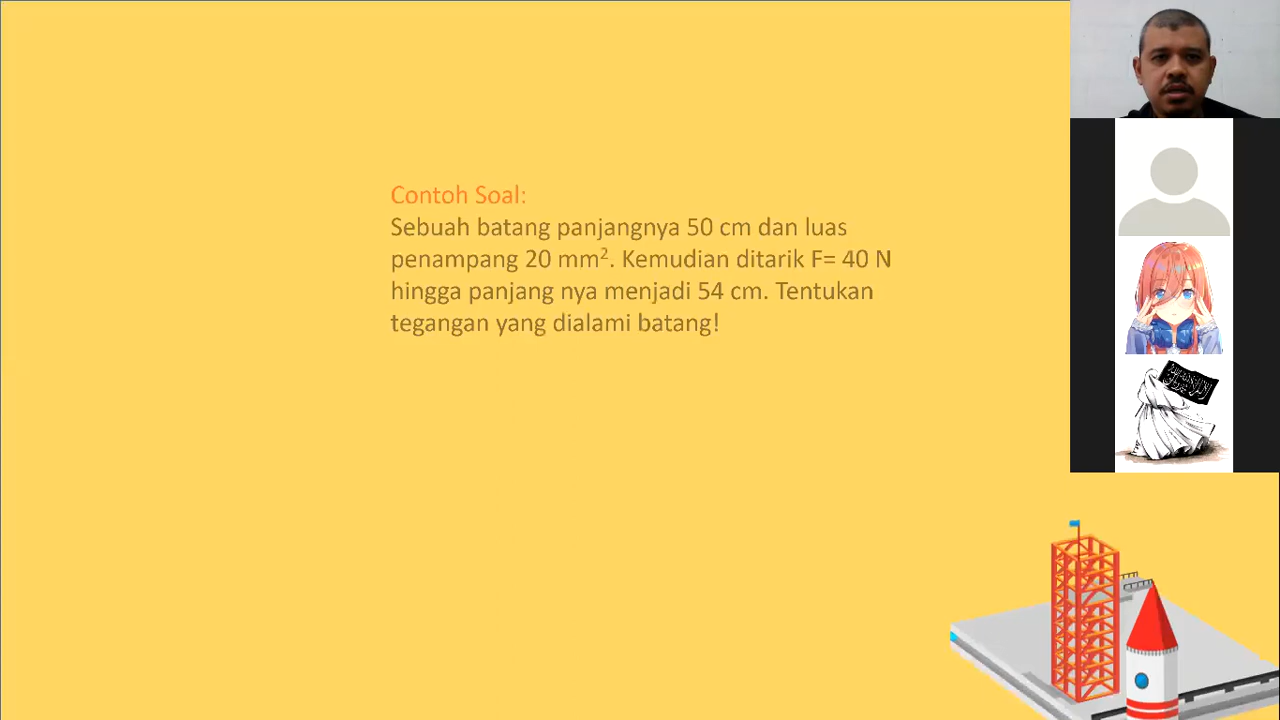 Contoh Soal:
Sebuah batang panjangnya 50 cm dan luas
penampang 20 mm². Kemudian ditarik F= 40 N
hingga panjang nya menjadi 54 cm. Tentukan
tegangan yang dialami batang!